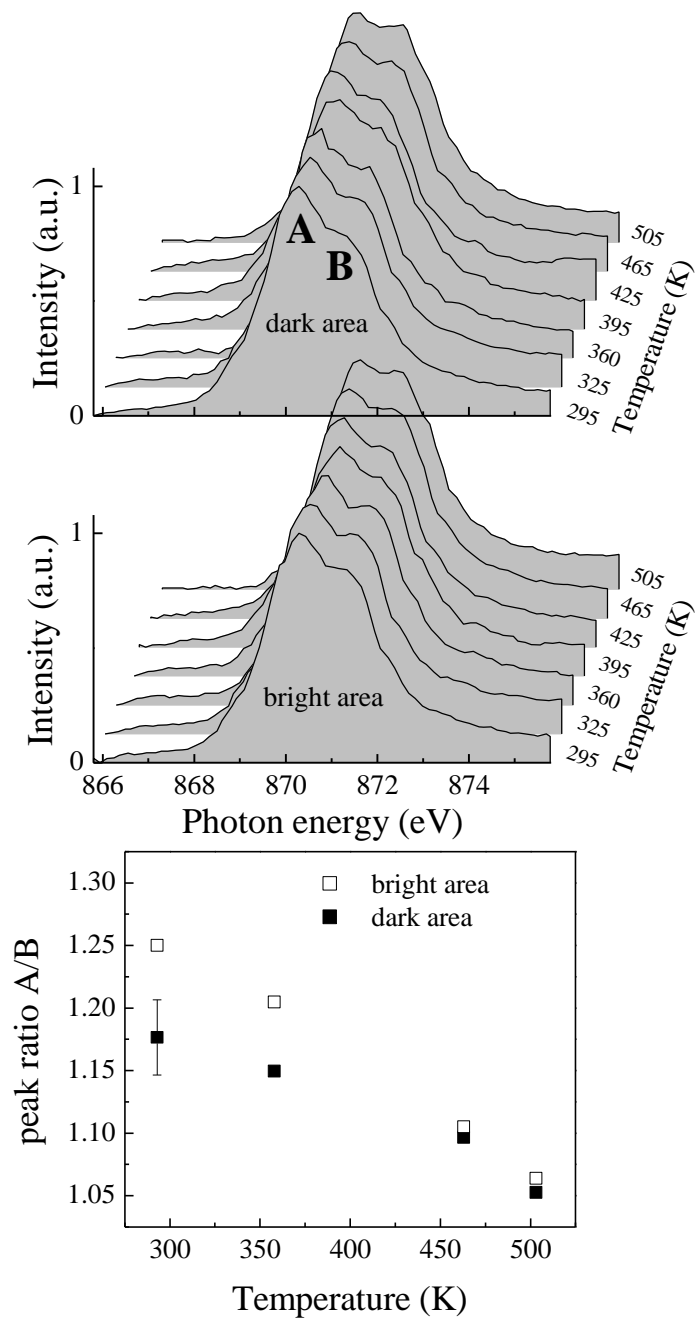 Intensity (a.u.)
1
0
A
B
dark area
505
465
425
395
360
325
295
Temperature (K)
Intensity (a.u.)
1
0
bright area
505
465
425
395
360
325
295
Temperature (K)
866 868 870 872 874
Photon energy (eV)
peak ratio A/B
1.30
1.25
1.20
1.15
1.10
1.05
bright area
dark area
300 350 400 450 500
Temperature (K)